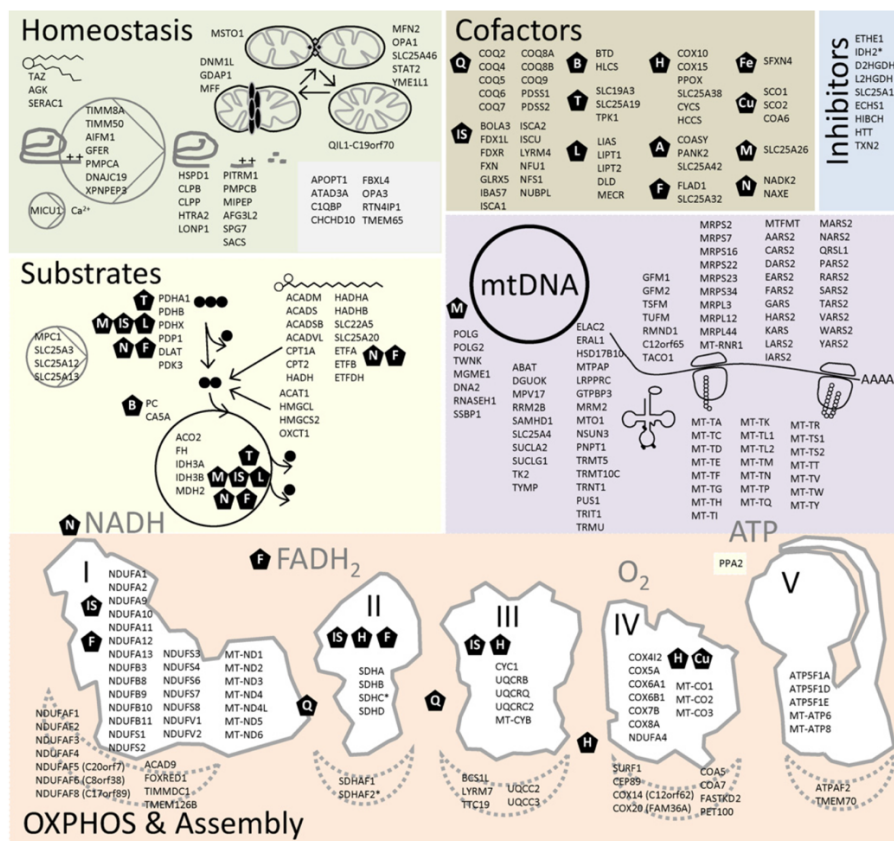 Homeostasis
TAZ
AGK
SERAC1
MSTO1
DNM1L
GDAP1
MFF
MFN2
OPA1
SLC25A46
STAT2
YME1L1
QIL1-C19orf70
TIMM8A
TIMM50
AIFM1
GFER
PMPCA
DNAJC19
XPNPEP3
++
++
MICU1
Ca²⁺
HSPD1
CLPB
CLPP
HTRA2
LONP1
PITRM1
PMPCB
MIPEP
AFG3L2
SPG7
SACS
APOPT1
ATAD3A
C1QBP
CHCHD10
FBXL4
OPA3
RTN4IP1
TMEM65
Cofactors
Q
COQ2
COQ4
COQ5
COQ6
COQ7
COQ8A
COQ8B
COQ9
PDSS1
PDSS2
IS
BOLA3
FDX1L
FDXR
FXN
GLRX5
IBA57
ISCA1
ISCA2
ISCU
LYRM4
NFU1
NFS1
NUBPL
B
BTD
HLCS
T
SLC19A3
SLC25A19
TPK1
L
LIAS
LIPT1
LIPT2
DLD
MECR
H
COX10
COX15
PPOX
SLC25A38
CYCS
HCCS
A
COASY
PANK2
SLC25A42
F
FLAD1
SLC25A32
Fe
SFXN4
Cu
SCO1
SCO2
COA6
M
SLC25A26
N
NADK2
NAXE
Inhibitors
ETHE1
IDH2*
D2HGDH
L2HGDH
SLC25A1
ECHS1
HIBCH
HTT
TXN2
Substrates
MPC1
SLC25A3
SLC25A12
SLC25A13
T
M IS L
N F
PDHA1
PDHB
PDHX
PDP1
DLAT
PDK3
B
PC
CA5A
ACADM
ACADS
ACADSB
ACADVL
CPT1A
CPT2
HADH
HADHA
HADHB
SLC22A5
SLC25A20
ETFA
ETFB
ETFDH
N F
ACAT1
HMGCL
HMGCS2
OXCT1
ACO2
FH
IDH3A
IDH3B
MDH2
T
M IS L
N F
mtDNA
M
POLG
POLG2
TWNK
MGME1
DNA2
RNASEH1
SSBP1
ABAT
DGUOK
MPV17
RRM2B
SAMHD1
SLC25A4
SUCLA2
SUCLG1
TK2
TYMP
ELAC2
ERAL1
HSD17B10
MTPAP
LRPPRC
GTPBP3
MRM2
MTO1
NSUN3
PNPT1
TRMT5
TRMT10C
TRNT1
PUS1
TRIT1
TRMU
GFM1
GFM2
TSFM
TUFM
RMND1
C12orf65
TACO1
MRPS2
MRPS7
MRPS16
MRPS22
MRPS23
MRPS34
MRPL3
MRPL12
MRPL44
MT-RNR1
MTFMT
AARS2
CARS2
DARS2
EARS2
FARS2
GARS
HARS2
KARS
LARS2
IARS2
MARS2
NARS2
QRSL1
PARS2
RARS2
SARS2
TARS2
VARS2
WARS2
YARS2
AAAA
MT-TA
MT-TC
MT-TD
MT-TE
MT-TF
MT-TG
MT-TH
MT-TI
MT-TK
MT-TL1
MT-TL2
MT-TM
MT-TN
MT-TP
MT-TQ
MT-TR
MT-TS1
MT-TS2
MT-TT
MT-TV
MT-TW
MT-TY
N
NADH
F
FADH₂
O₂
ATP
PPA2
I
IS
F
NDUFA1
NDUFA2
NDUFA9
NDUFA10
NDUFA11
NDUFA12
NDUFA13
NDUFB3
NDUFB8
NDUFB9
NDUFB10
NDUFB11
NDUFS1
NDUFS2
NDUFS3
NDUFS4
NDUFS6
NDUFS7
NDUFS8
NDUFV1
NDUFV2
MT-ND1
MT-ND2
MT-ND3
MT-ND4
MT-ND4L
MT-ND5
MT-ND6
NDUFAF1
NDUFAF2
NDUFAF3
NDUFAF4
NDUFAF5 (C20orf7)
NDUFAF6 (C8orf38)
NDUFAF8 (C17orf89)
ACAD9
FOXRED1
TIMMDC1
TMEM126B
Q
II
IS H F
SDHA
SDHB
SDHC*
SDHD
SDHAF1
SDHAF2*
Q
III
IS H
CYC1
UQCRB
UQCRQ
UQCRC2
MT-CYB
BCS1L
LYRM7
TTC19
UQCC2
UQCC3
H
IV
H Cu
COX4I2
COX5A
COX6A1
COX6B1
COX7B
COX8A
NDUFA4
MT-CO1
MT-CO2
MT-CO3
SURF1
CEP89
COX14 (C12orf62)
COX20 (FAM36A)
COA5
COA7
FASTKD2
PET100
V
ATP5F1A
ATP5F1D
ATP5F1E
MT-ATP6
MT-ATP8
ATPAF2
TMEM70
OXPHOS & Assembly